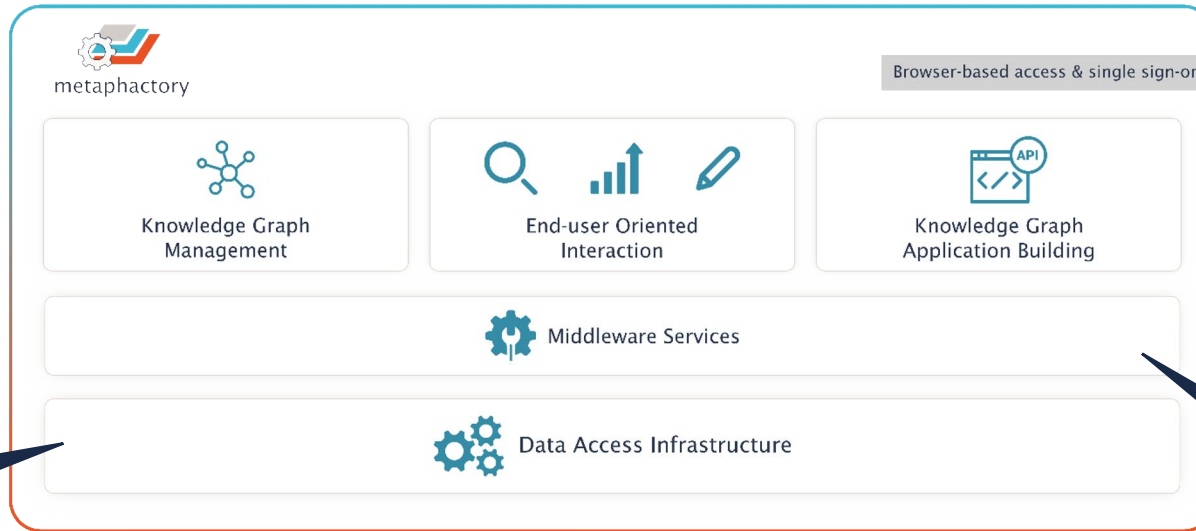 metaphactory
Browser-based access & single sign-on
Knowledge Graph
Management
End-user Oriented
Interaction
API
Knowledge Graph
Application Building
Middleware Services
Data Access Infrastructure